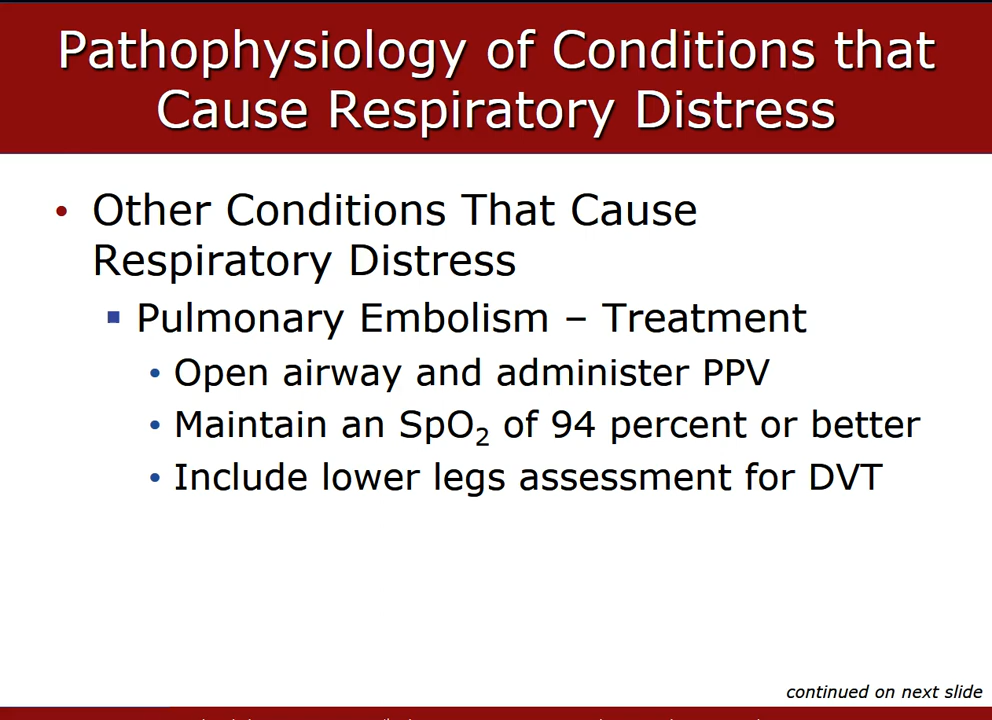 Pathophysiology of Conditions that
Cause Respiratory Distress
• Other Conditions That Cause
Respiratory Distress
▪ Pulmonary Embolism – Treatment
• Open airway and administer PPV
• Maintain an SpO₂ of 94 percent or better
• Include lower legs assessment for DVT
continued on next slide